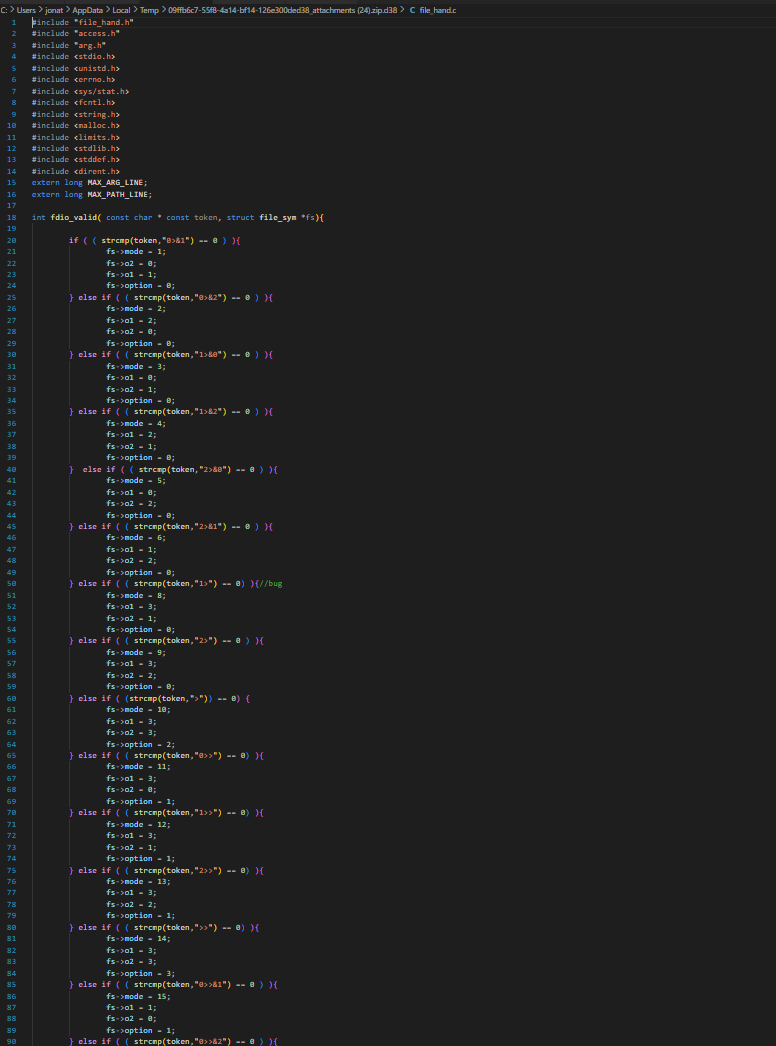 C: > Users > jonat > AppData > Local > Temp > 09ffb6c7-55f8-4a14-bf14-126e300ded38_attachments (24).zip.d38 > C file_hand.c
1 #include "file_hand.h"
2 #include "access.h"
3 #include "arg.h"
4 #include <stdio.h>
5 #include <unistd.h>
6 #include <errno.h>
7 #include <sys/stat.h>
8 #include <fcntl.h>
9 #include <string.h>
10 #include <malloc.h>
11 #include <limits.h>
12 #include <stdlib.h>
13 #include <stddef.h>
14 #include <dirent.h>
15 extern long MAX_ARG_LINE;
16 extern long MAX_PATH_LINE;
17
18 int fdio_valid( const char * const token, struct file_sym *fs){
19
20 if ( ( strcmp(token,"0>&1") == 0 ) ){
21 fs->mode = 1;
22 fs->o2 = 0;
23 fs->o1 = 1;
24 fs->option = 0;
25 } else if ( ( strcmp(token,"0>&2") == 0 ) ){
26 fs->mode = 2;
27 fs->o1 = 2;
28 fs->o2 = 0;
29 fs->option = 0;
30 } else if ( ( strcmp(token,"1>&0") == 0 ) ){
31 fs->mode = 3;
32 fs->o1 = 0;
33 fs->o2 = 1;
34 fs->option = 0;
35 } else if ( ( strcmp(token,"1>&2") == 0 ) ){
36 fs->mode = 4;
37 fs->o1 = 2;
38 fs->o2 = 1;
39 fs->option = 0;
40 }  else if ( ( strcmp(token,"2>&0") == 0 ) ){
41 fs->mode = 5;
42 fs->o1 = 0;
43 fs->o2 = 2;
44 fs->option = 0;
45 } else if ( ( strcmp(token,"2>&1") == 0 ) ){
46 fs->mode = 6;
47 fs->o1 = 1;
48 fs->o2 = 2;
49 fs->option = 0;
50 } else if ( ( strcmp(token,"1>") == 0) ){//bug
51 fs->mode = 8;
52 fs->o1 = 3;
53 fs->o2 = 1;
54 fs->option = 0;
55 } else if ( ( strcmp(token,"2>") == 0 ) ){
56 fs->mode = 9;
57 fs->o1 = 3;
58 fs->o2 = 2;
59 fs->option = 0;
60 } else if ( (strcmp(token,">")) == 0) {
61 fs->mode = 10;
62 fs->o1 = 3;
63 fs->o2 = 3;
64 fs->option = 2;
65 } else if ( ( strcmp(token,"0>>") == 0) ){
66 fs->mode = 11;
67 fs->o1 = 3;
68 fs->o2 = 0;
69 fs->option = 1;
70 } else if ( ( strcmp(token,"1>>") == 0) ){
71 fs->mode = 12;
72 fs->o1 = 3;
73 fs->o2 = 1;
74 fs->option = 1;
75 } else if ( ( strcmp(token,"2>>") == 0) ){
76 fs->mode = 13;
77 fs->o1 = 3;
78 fs->o2 = 2;
79 fs->option = 1;
80 } else if ( ( strcmp(token,">>") == 0) ){
81 fs->mode = 14;
82 fs->o1 = 3;
83 fs->o2 = 3;
84 fs->option = 3;
85 } else if ( ( strcmp(token,"0>>&1") == 0 ) ){
86 fs->mode = 15;
87 fs->o1 = 1;
88 fs->o2 = 0;
89 fs->option = 1;
90 } else if ( ( strcmp(token,"0>>&2") == 0 ) ){